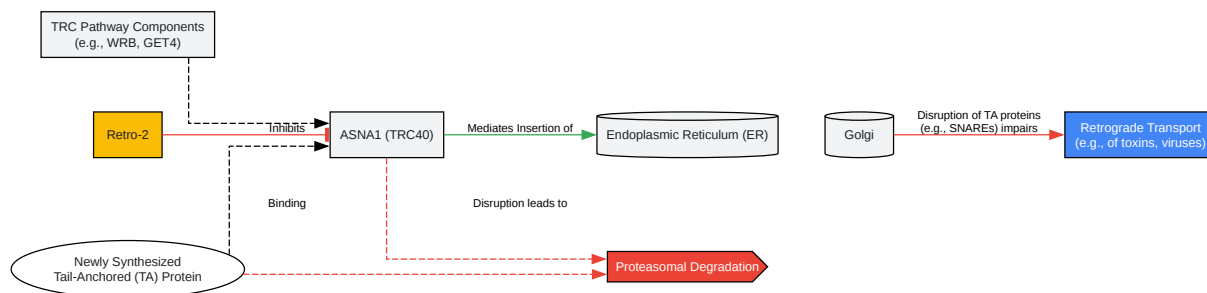 TRC Pathway Components
(e.g., WRB, GET4)
Retro-2
Inhibits
ASNA1 (TRC40)
Mediates Insertion of
Endoplasmic Reticulum (ER)
Golgi
Disruption of TA proteins
(e.g., SNAREs) impairs
Retrograde Transport
(e.g., of toxins, viruses)
Binding
Disruption leads to
Newly Synthesized
Tail-Anchored (TA) Protein
Proteasomal Degradation